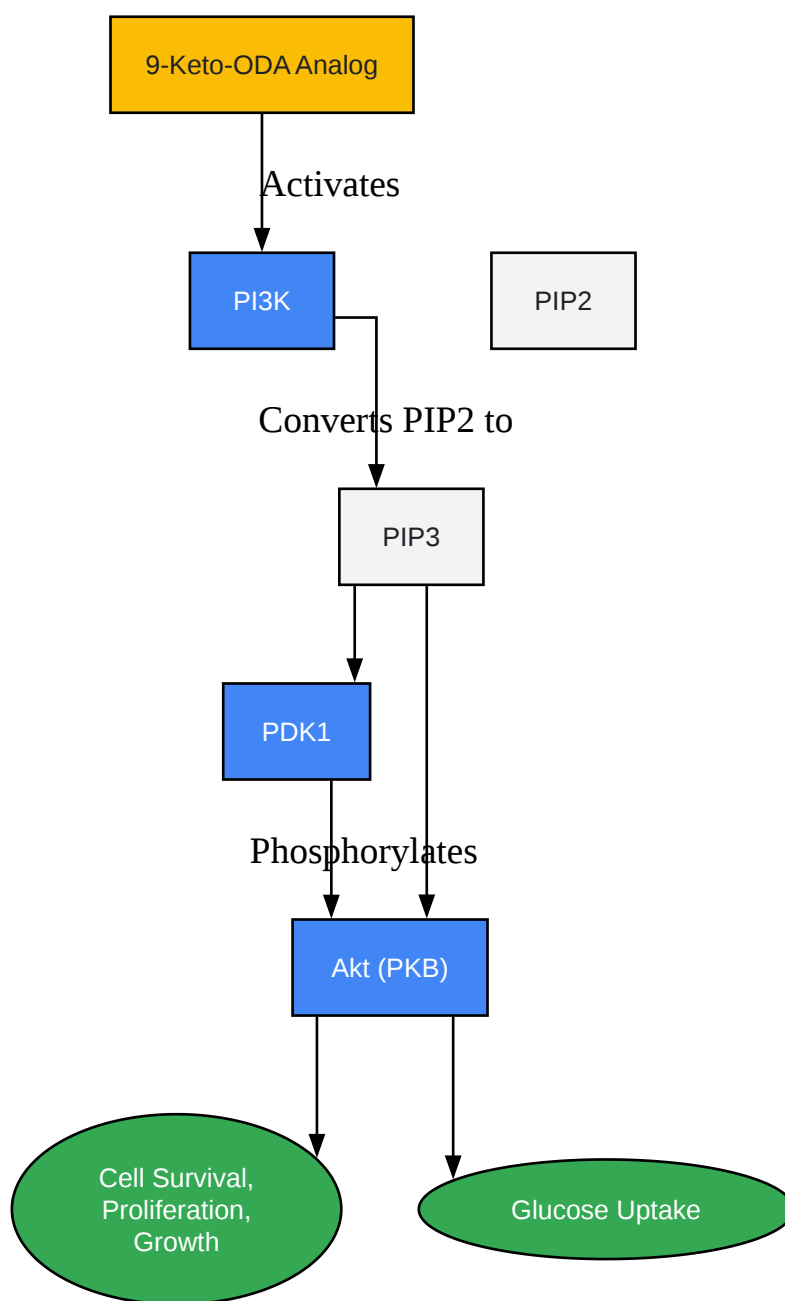 9-Keto-ODA Analog
Activates
PI3K
PIP2
Converts PIP2 to
PIP3
PDK1
Phosphorylates
Akt (PKB)
Cell Survival,
Proliferation,
Growth
Glucose Uptake